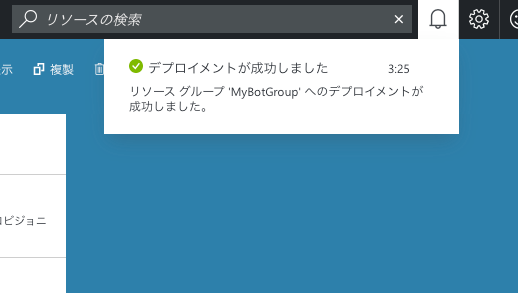 リソースの検索
示 複製
デプロイメントが成功しました 3:25
リソース グループ 'MyBotGroup' へのデプロイメントが
成功しました。
ロビジョニ